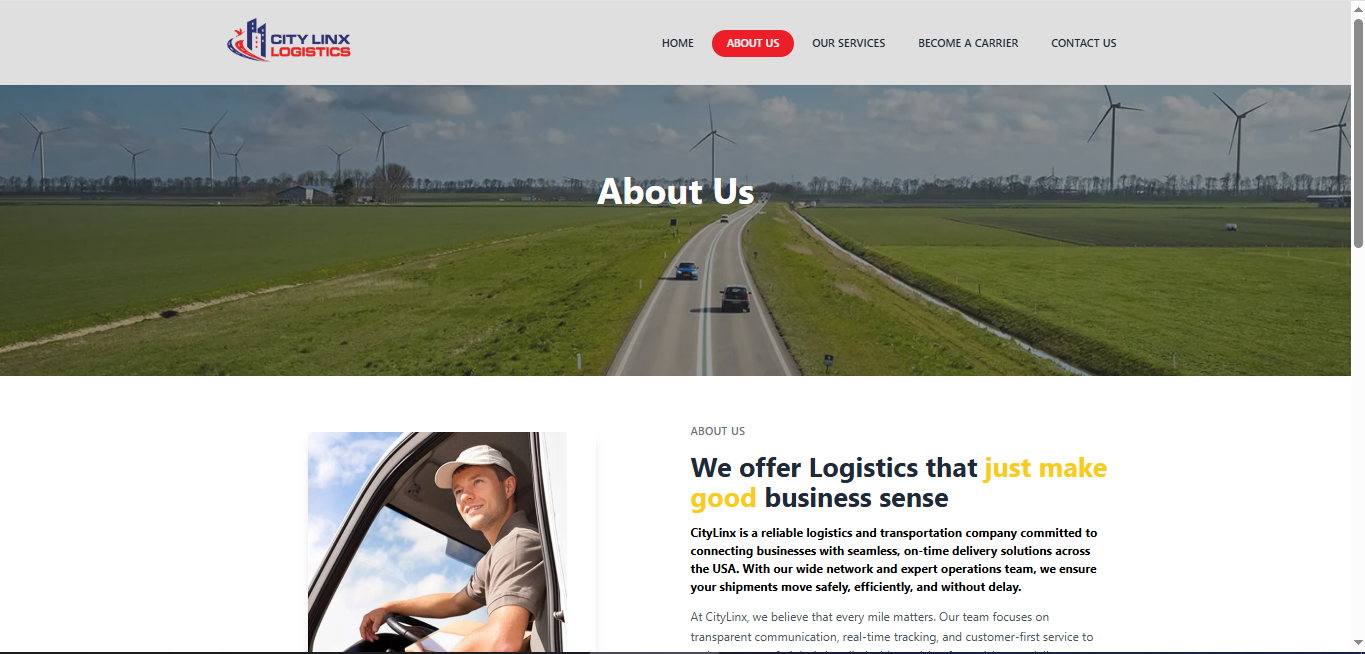 CITY LINX
LOGISTICS
HOME
ABOUT US
OUR SERVICES
BECOME A CARRIER
CONTACT US
About Us
ABOUT US
We offer Logistics that just make
good business sense
CityLinx is a reliable logistics and transportation company committed to
connecting businesses with seamless, on-time delivery solutions across
the USA. With our wide network and expert operations team, we ensure
your shipments move safely, efficiently, and without delay.
At CityLinx, we believe that every mile matters. Our team focuses on
transparent communication, real-time tracking, and customer-first service to